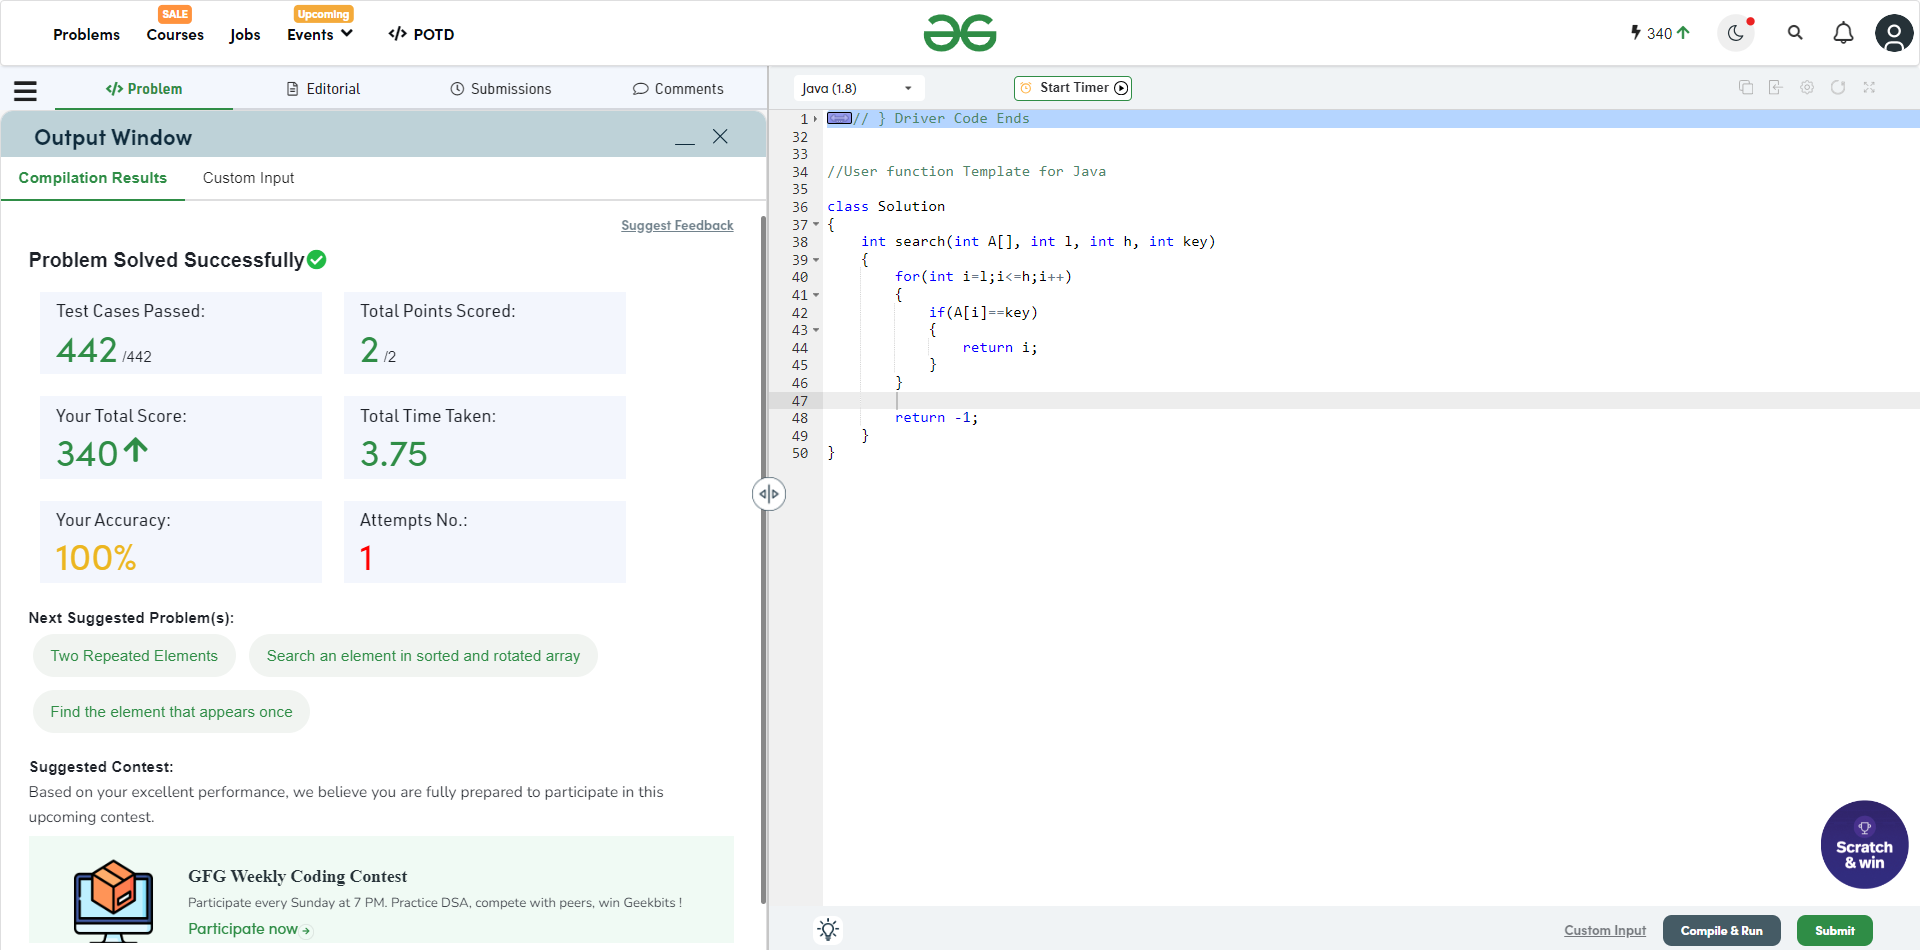 SALE
Upcoming
Problems Courses Jobs Events </> POTD
340
</> Problem Editorial Submissions Comments
Java (1.8) Start Timer
Output Window
Compilation Results Custom Input
Suggest Feedback
Problem Solved Successfully
Test Cases Passed: Total Points Scored:
442 /442 2 /2
Your Total Score: Total Time Taken:
340 3.75
Your Accuracy: Attempts No.:
100% 1
Next Suggested Problem(s):
Two Repeated Elements Search an element in sorted and rotated array
Find the element that appears once
Suggested Contest:
Based on your excellent performance, we believe you are fully prepared to participate in this
upcoming contest.
GFG Weekly Coding Contest
Participate every Sunday at 7 PM. Practice DSA, compete with peers, win Geekbits !
Participate now
1 // } Driver Code Ends
32
33
34 //User function Template for Java
35
36 class Solution
37 {
38     int search(int A[], int l, int h, int key)
39     {
40         for(int i=l;i<=h;i++)
41         {
42             if(A[i]==key)
43             {
44                 return i;
45             }
46         }
47
48         return -1;
49     }
50 }
Scratch
& win
Custom Input Compile & Run Submit